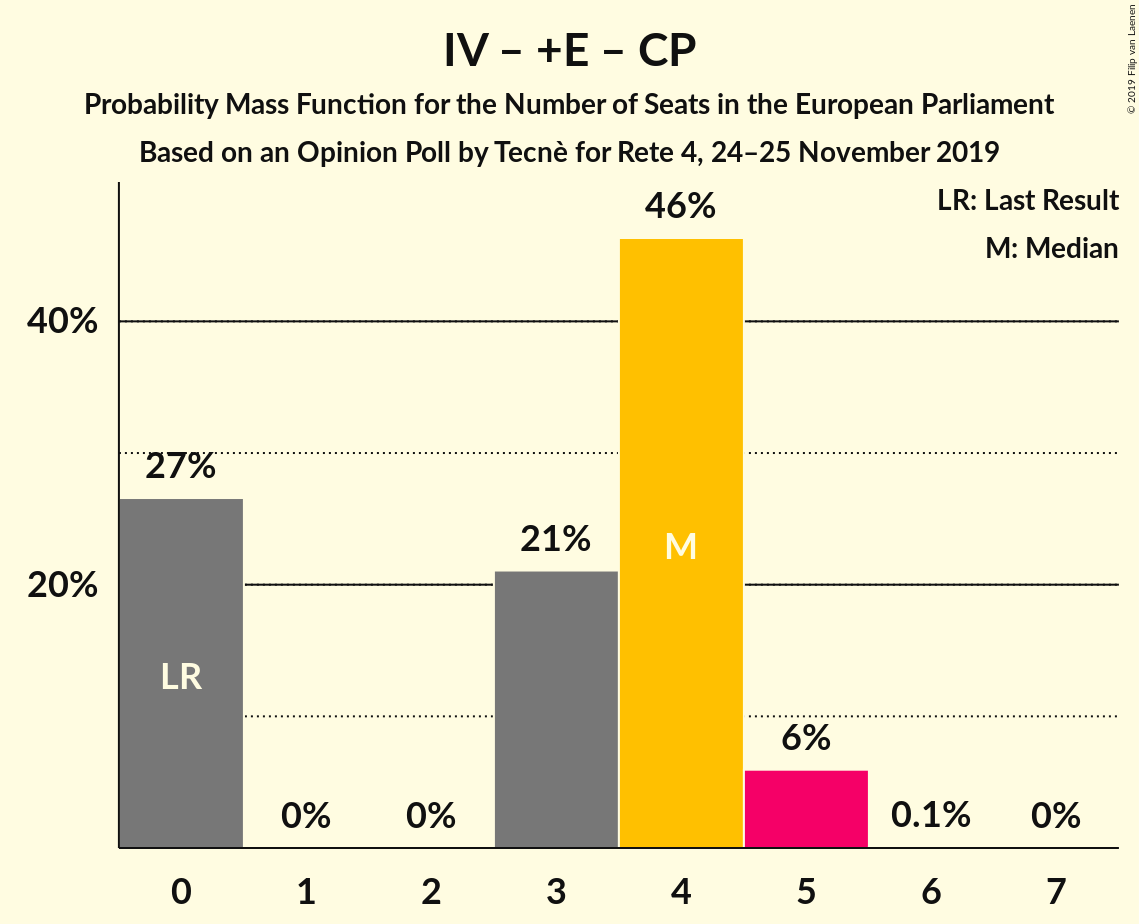 IV – +E – CP
Probability Mass Function for the Number of Seats in the European Parliament
Based on an Opinion Poll by Tecnè for Rete 4, 24–25 November 2019
© 2019 Filip van Laenen
LR: Last Result
M: Median
46%
40%
27%
21%
M
20%
LR
6%
0%
0%
0.1%
0%
0 1 2 3 4 5 6 7